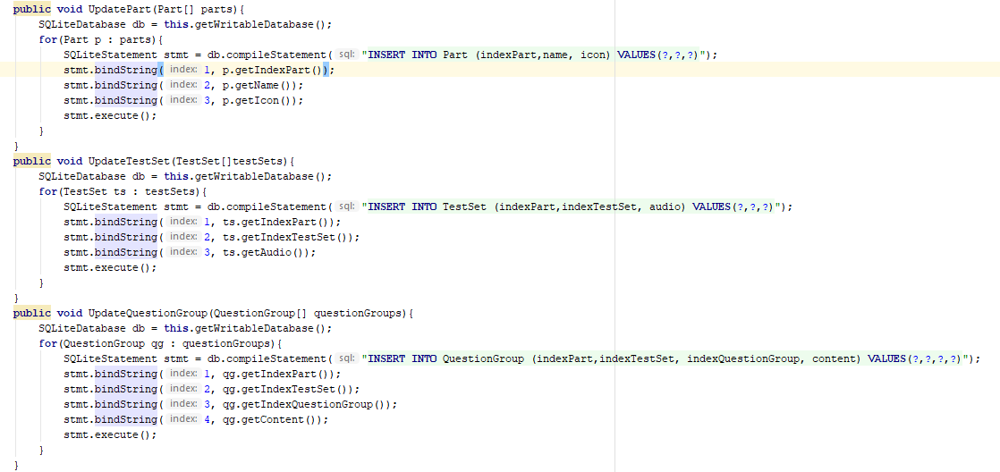 public void UpdatePart(Part[] parts){
SQLiteDatabase db = this.getWritableDatabase();
for(Part p : parts){
SQLiteStatement stmt = db.compileStatement( sql: "INSERT INTO Part (indexPart,name, icon) VALUES(?,?,?)");
stmt.bindString( index: 1, p.getIndexPart());
stmt.bindString( index: 2, p.getName());
stmt.bindString( index: 3, p.getIcon());
stmt.execute();
}
}
public void UpdateTestSet(TestSet[]testSets){
SQLiteDatabase db = this.getWritableDatabase();
for(TestSet ts : testSets){
SQLiteStatement stmt = db.compileStatement( sql: "INSERT INTO TestSet (indexPart,indexTestSet, audio) VALUES(?,?,?)");
stmt.bindString( index: 1, ts.getIndexPart());
stmt.bindString( index: 2, ts.getIndexTestSet());
stmt.bindString( index: 3, ts.getAudio());
stmt.execute();
}
}
public void UpdateQuestionGroup(QuestionGroup[] questionGroups){
SQLiteDatabase db = this.getWritableDatabase();
for(QuestionGroup qg : questionGroups){
SQLiteStatement stmt = db.compileStatement( sql: "INSERT INTO QuestionGroup (indexPart,indexTestSet, indexQuestionGroup, content) VALUES(?,?,?,?)");
stmt.bindString( index: 1, qg.getIndexPart());
stmt.bindString( index: 2, qg.getIndexTestSet());
stmt.bindString( index: 3, qg.getIndexQuestionGroup());
stmt.bindString( index: 4, qg.getContent());
stmt.execute();
}
}